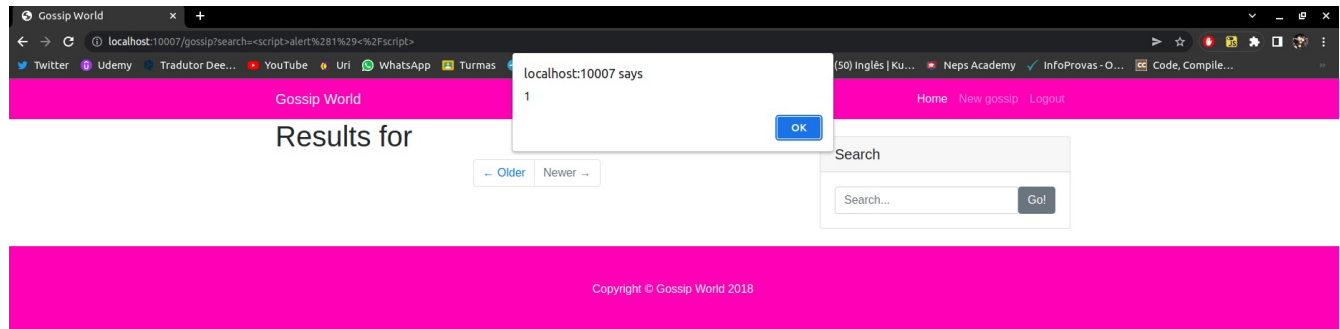 Gossip World
localhost:10007/gossip?search=<script>alert%281%29<%2Fscript>
Twitter Udemy Tradutor Dee... YouTube Uri WhatsApp Turmas (50) Inglês | Ku... Neps Academy InfoProvas - O... Code, Compile...
localhost:10007 says
1
OK
Gossip World Home New gossip Logout
Results for
← Older Newer →
Search
Search... Go!
Copyright © Gossip World 2018